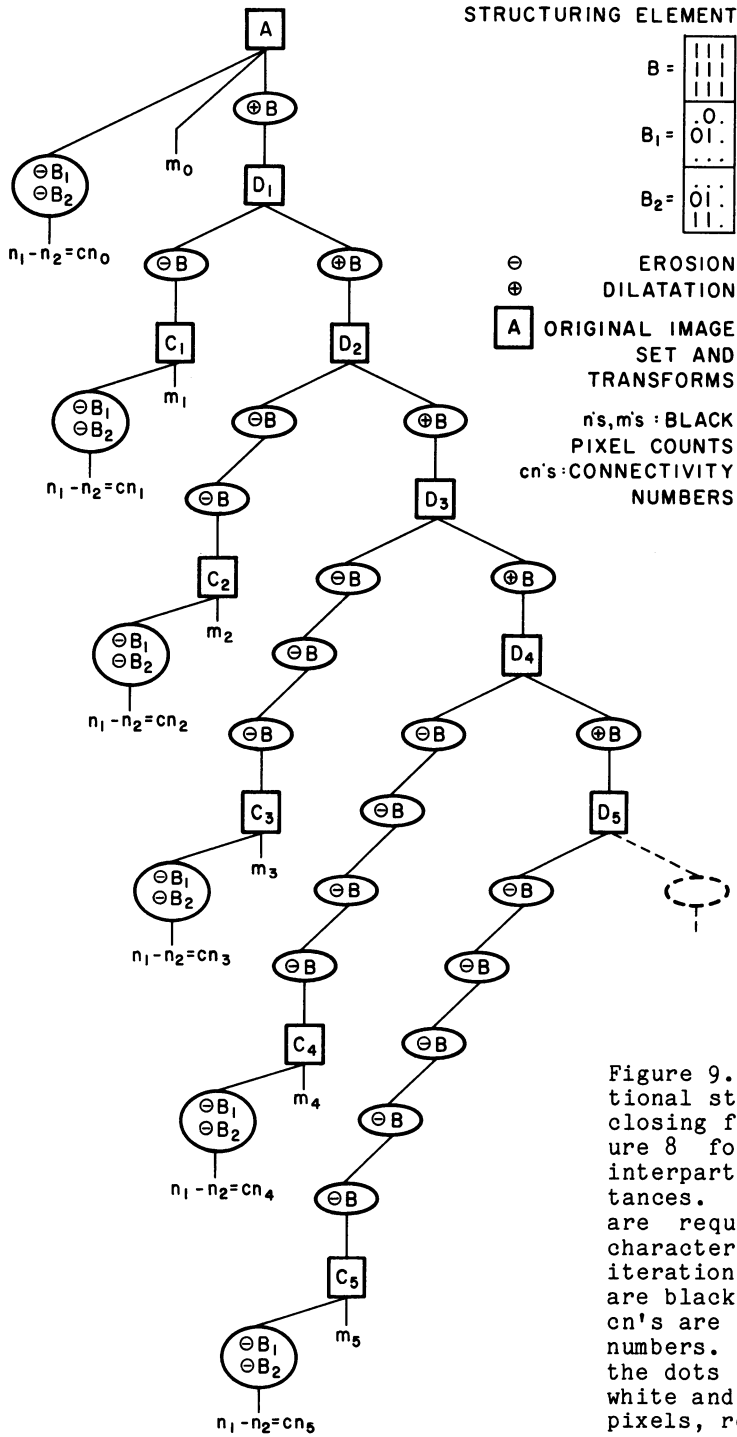 A
⊕B
⊖B₁
⊖B₂
m₀
D₁
n₁-n₂=cn₀
⊖B
⊕B
C₁
D₂
m₁
⊖B₁
⊖B₂
n₁-n₂=cn₁
⊖B
⊕B
⊖B
D₃
C₂
m₂
⊖B₁
⊖B₂
n₁-n₂=cn₂
⊖B
⊕B
⊖B
D₄
⊖B
C₃
m₃
⊖B₁
⊖B₂
n₁-n₂=cn₃
⊖B
⊕B
⊖B
D₅
⊖B
⊖B
C₄
m₄
⊖B₁
⊖B₂
n₁-n₂=cn₄
⊖B
⊖B
⊖B
⊖B
⊖B
C₅
m₅
⊖B₁
⊖B₂
n₁-n₂=cn₅
STRUCTURING ELEMENT
B =
|||
|||
|||
B₁ =
.O.
OI.
...
B₂ =
...
OI.
II.
⊖ EROSION
⊕ DILATATION
A ORIGINAL IMAGE
SET AND
TRANSFORMS
n's, m's : BLACK
PIXEL COUNTS
cn's : CONNECTIVITY
NUMBERS
Figure 9.
tional st
closing f
ure 8 fo
interpart
tances.
are requ
character
iteration
are black
cn's are
numbers.
the dots
white and
pixels, r